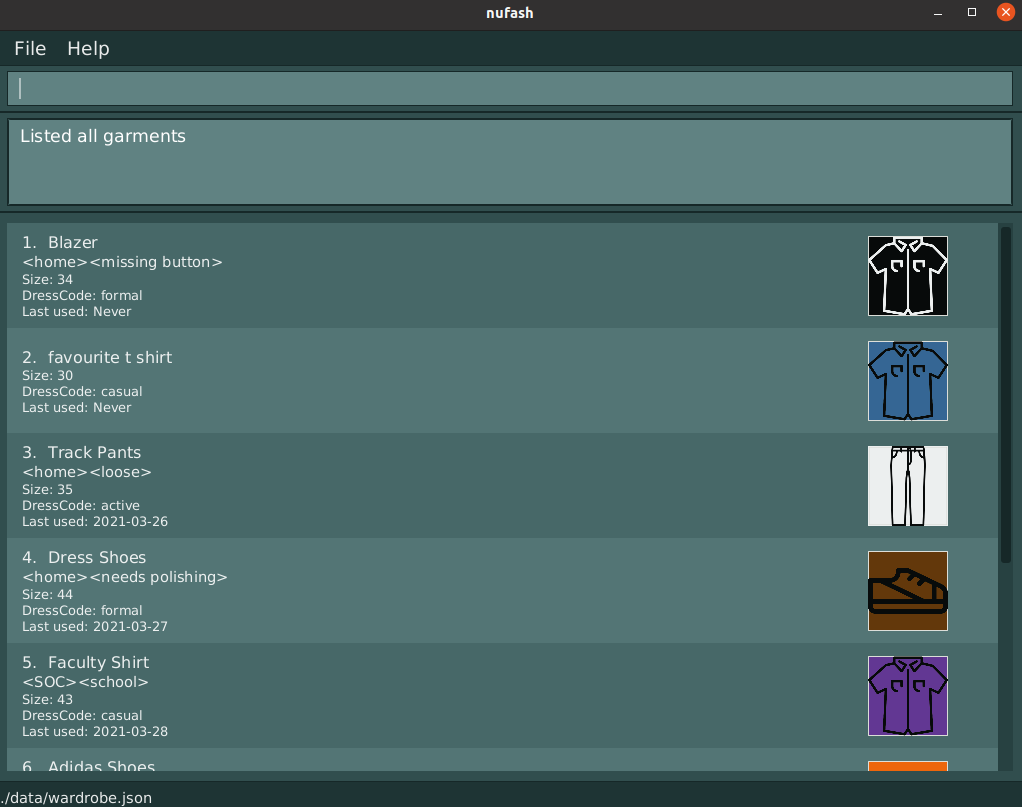 nufash
File Help
Listed all garments
1. Blazer
<home><missing button>
Size: 34
DressCode: formal
Last used: Never
2. favourite t shirt
Size: 30
DressCode: casual
Last used: Never
3. Track Pants
<home><loose>
Size: 35
DressCode: active
Last used: 2021-03-26
4. Dress Shoes
<home><needs polishing>
Size: 44
DressCode: formal
Last used: 2021-03-27
5. Faculty Shirt
<SOC><school>
Size: 43
DressCode: casual
Last used: 2021-03-28
6. Adidas Shoes
./data/wardrobe.json